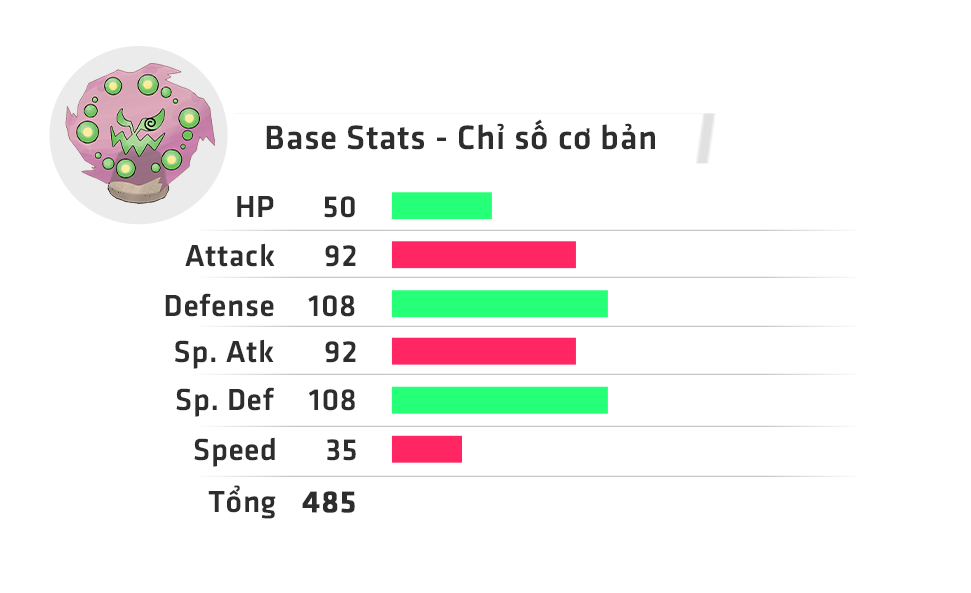 Base Stats - Chỉ số cơ bản
HP 50
Attack 92
Defense 108
Sp. Atk 92
Sp. Def 108
Speed 35
Tổng 485